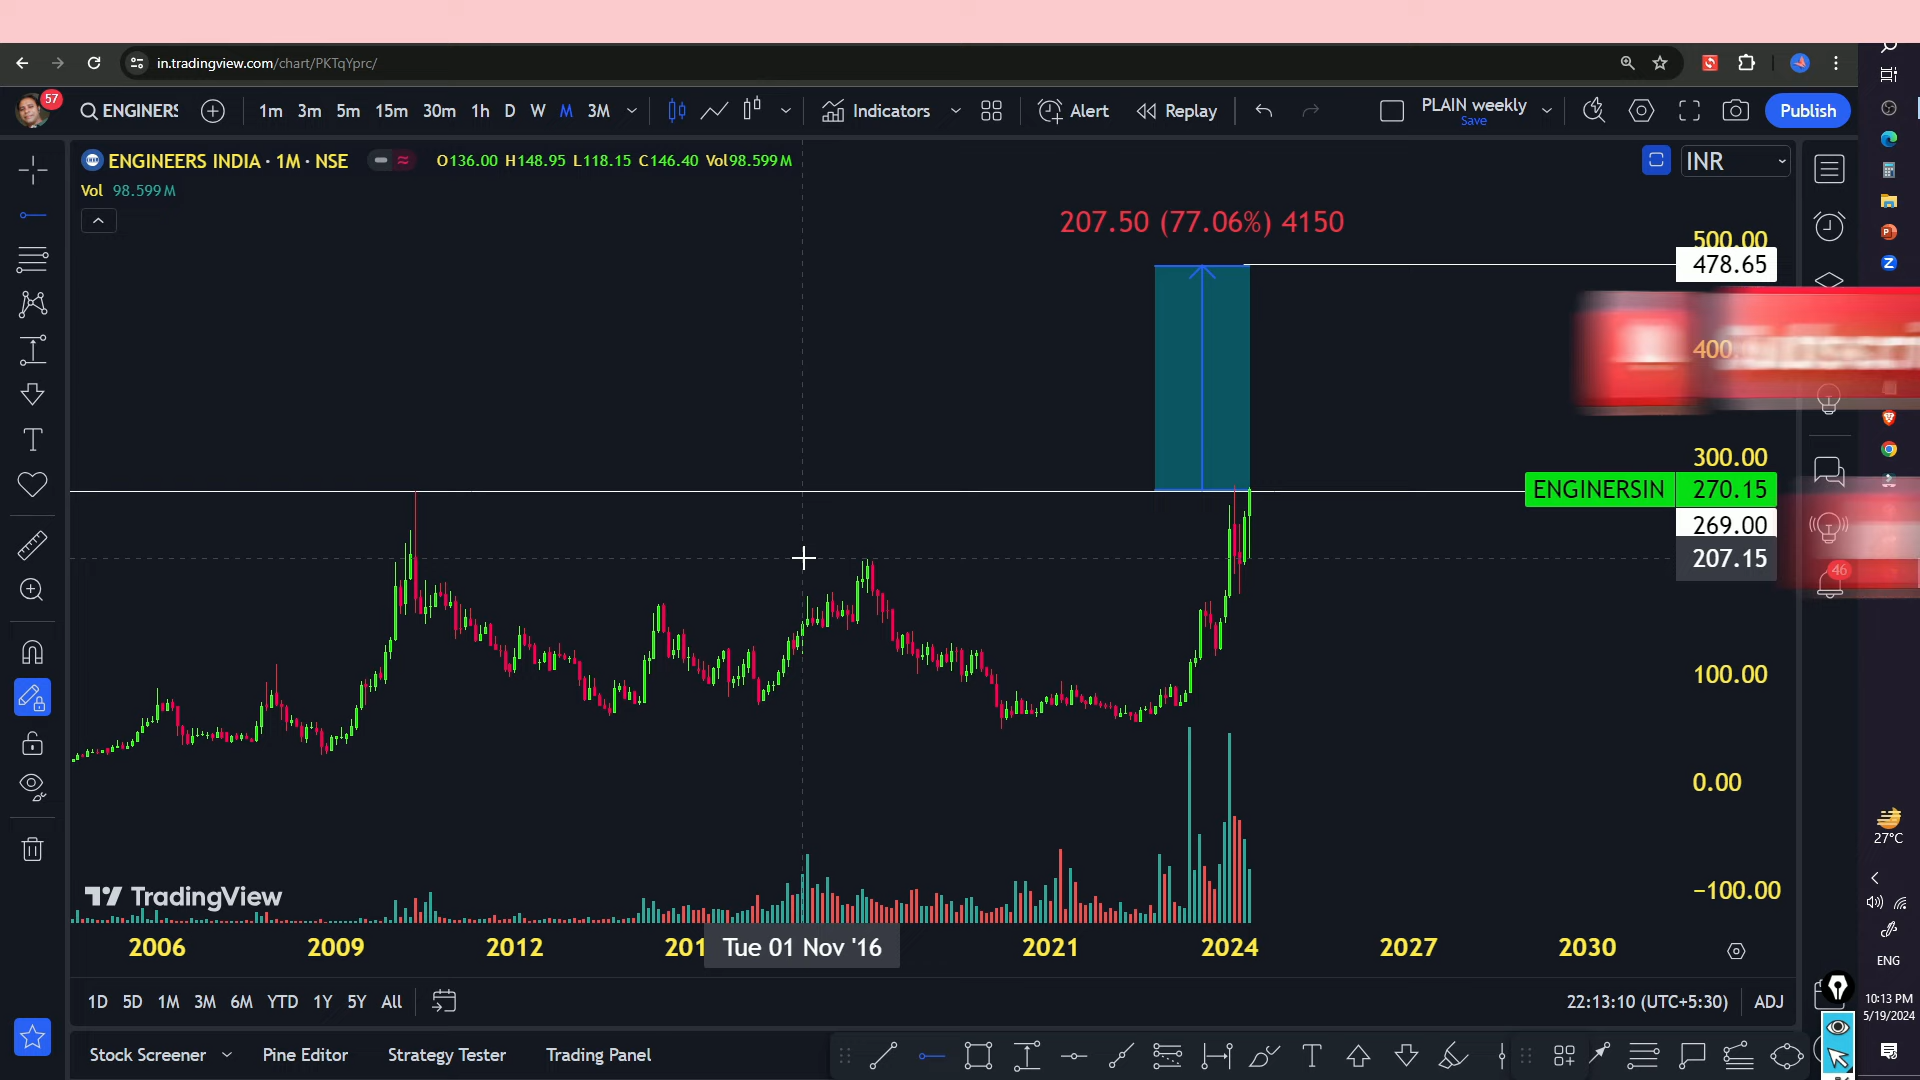 in.tradingview.com/chart/PKTqYprc/
57
ENGINERS
1m 3m 5m 15m 30m 1h D W M 3M
Indicators
Alert
Replay
PLAIN weekly
Save
Publish
ENGINEERS INDIA · 1M · NSE
O136.00 H148.95 L118.15 C146.40 Vol98.599M
INR
Vol 98.599M
207.50 (77.06%) 4150
500.00
478.65
400.
300.00
ENGINERSIN 270.15
269.00
207.15
46
100.00
0.00
27°C
TradingView
−100.00
2006 2009 2012 201 Tue 01 Nov '16 2021 2024 2027 2030
ENG
1D 5D 1M 3M 6M YTD 1Y 5Y All
22:13:10 (UTC+5:30) ADJ
10:13 PM
5/19/2024
Stock Screener Pine Editor Strategy Tester Trading Panel